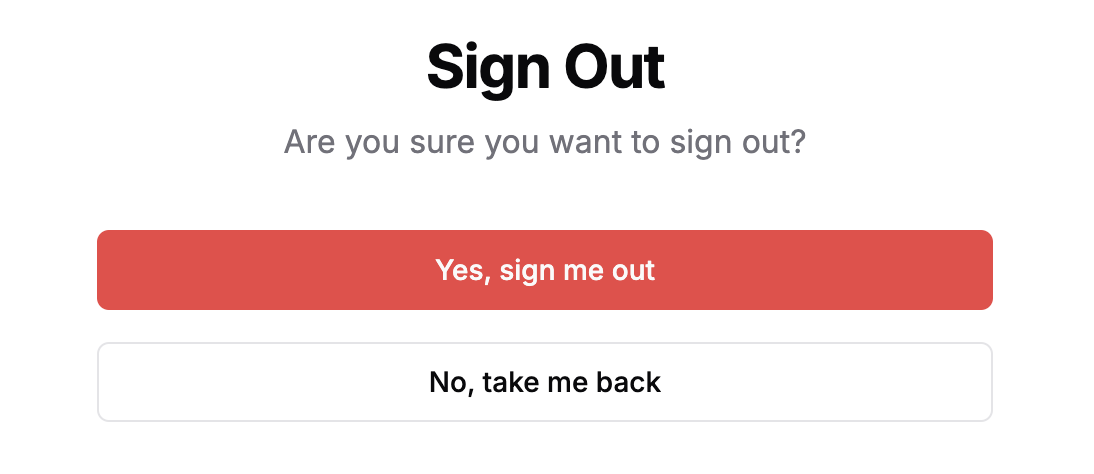 Sign Out
Are you sure you want to sign out?
Yes, sign me out
No, take me back